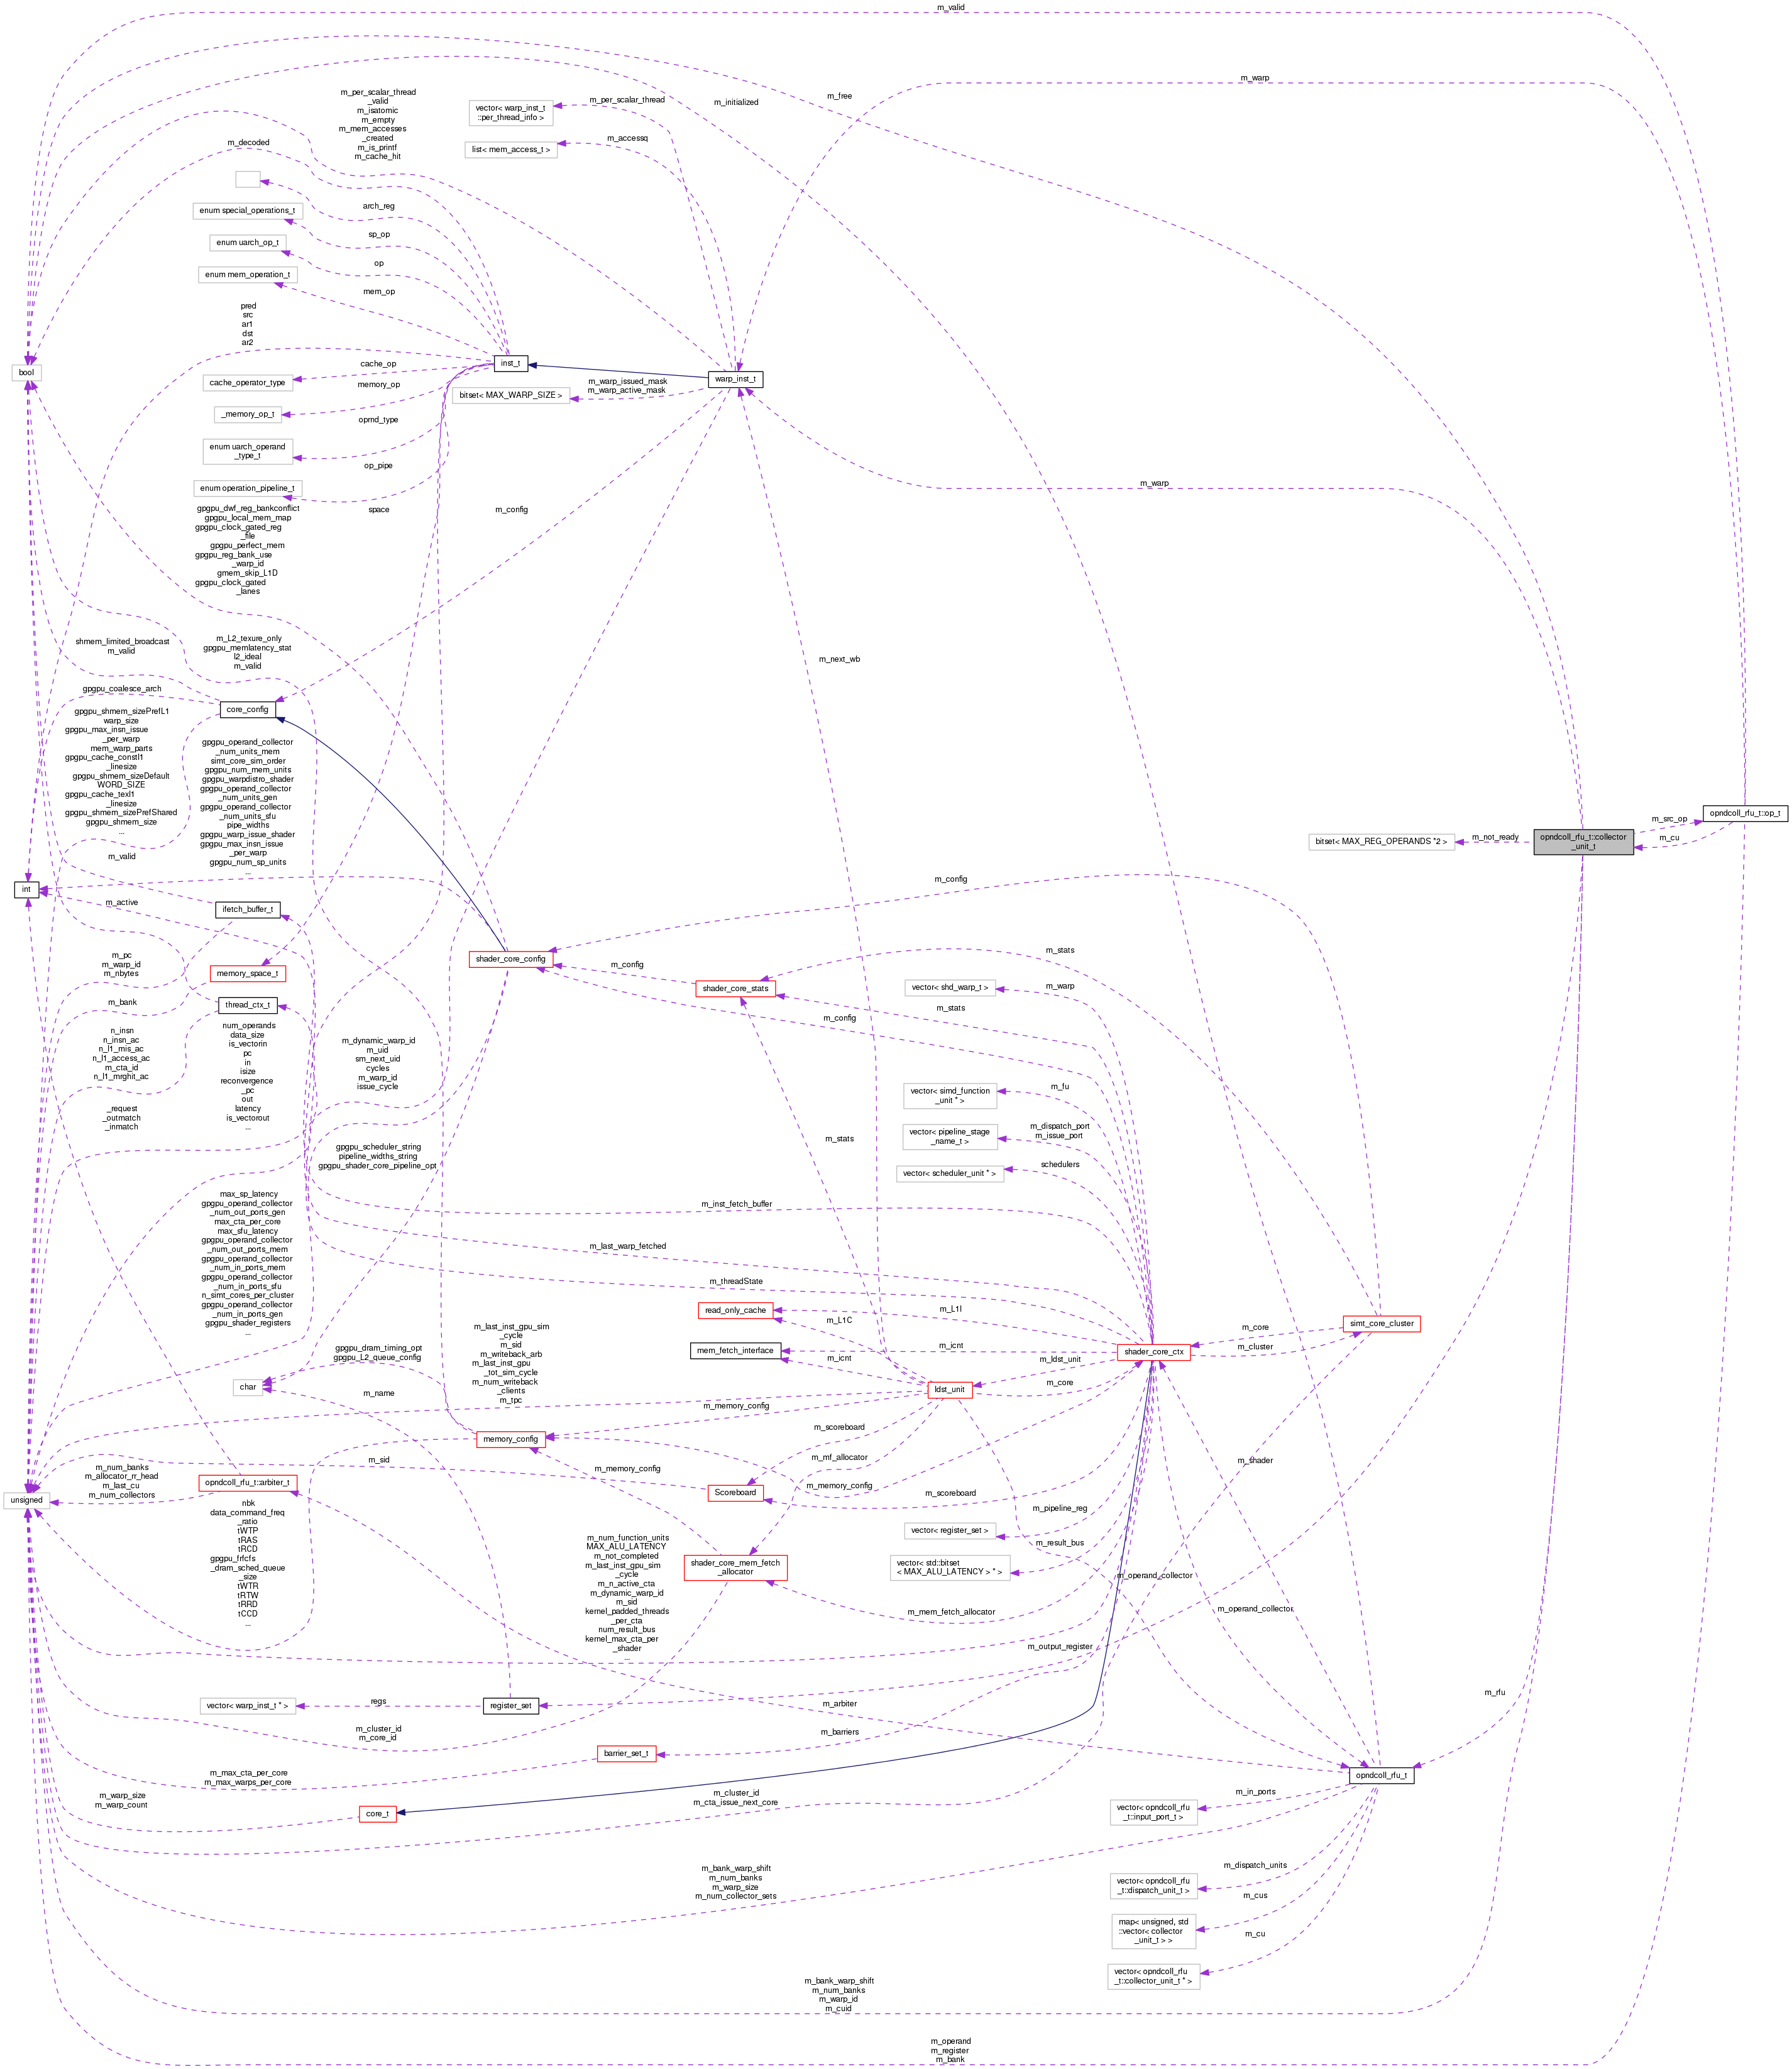 m_valid
m_warp
m_free
m_initialized
m_per_scalar_thread
_valid
m_isatomic
m_empty
m_mem_accesses
_created
m_is_printf
m_cache_hit
m_decoded
vector< warp_inst_t
::per_thread_info >
m_per_scalar_thread
list< mem_access_t >
m_accessq
arch_reg
enum special_operations_t
sp_op
enum uarch_op_t
op
enum mem_operation_t
mem_op
pred
src
ar1
dst
ar2
bool
inst_t
warp_inst_t
cache_operator_type
cache_op
memory_op
_memory_op_t
bitset< MAX_WARP_SIZE >
m_warp_issued_mask
m_warp_active_mask
oprnd_type
enum uarch_operand
_type_t
op_pipe
enum operation_pipeline_t
space
m_config
m_warp
gpgpu_dwf_reg_bankconflict
gpgpu_local_mem_map
gpgpu_clock_gated_reg
_file
gpgpu_perfect_mem
gpgpu_reg_bank_use
_warp_id
gmem_skip_L1D
gpgpu_clock_gated
_lanes
shmem_limited_broadcast
m_valid
m_L2_texure_only
gpgpu_memlatency_stat
l2_ideal
m_valid
m_next_wb
gpgpu_coalesce_arch
core_config
gpgpu_shmem_sizePrefL1
warp_size
gpgpu_max_insn_issue
_per_warp
mem_warp_parts
gpgpu_cache_constl1
_linesize
gpgpu_shmem_sizeDefault
WORD_SIZE
gpgpu_cache_texl1
_linesize
gpgpu_shmem_sizePrefShared
gpgpu_shmem_size
...
gpgpu_operand_collector
_num_units_mem
simt_core_sim_order
gpgpu_num_mem_units
gpgpu_warpdistro_shader
gpgpu_operand_collector
_num_units_gen
gpgpu_operand_collector
_num_units_sfu
pipe_widths
gpgpu_warp_issue_shader
gpgpu_max_insn_issue
_per_warp
gpgpu_num_sp_units
...
opndcoll_rfu_t::op_t
m_src_op
m_cu
opndcoll_rfu_t::collector
_unit_t
m_not_ready
bitset< MAX_REG_OPERANDS *2 >
m_valid
int
m_active
ifetch_buffer_t
m_config
m_pc
m_warp_id
m_nbytes
memory_space_t
shader_core_config
m_config
m_stats
shader_core_stats
vector< shd_warp_t >
m_warp
m_stats
m_bank
thread_ctx_t
m_config
n_insn
n_insn_ac
n_l1_mis_ac
n_l1_access_ac
m_cta_id
n_l1_mrghit_ac
num_operands
data_size
is_vectorin
pc
in
isize
reconvergence
_pc
out
latency
is_vectorout
...
m_dynamic_warp_id
m_uid
sm_next_uid
cycles
m_warp_id
issue_cycle
vector< simd_function
_unit * >
m_fu
_request
_outmatch
_inmatch
vector< pipeline_stage
_name_t >
m_dispatch_port
m_issue_port
m_stats
gpgpu_scheduler_string
pipeline_widths_string
gpgpu_shader_core_pipeline_opt
vector< scheduler_unit * >
schedulers
max_sp_latency
gpgpu_operand_collector
_num_out_ports_gen
max_cta_per_core
max_sfu_latency
gpgpu_operand_collector
_num_out_ports_mem
gpgpu_operand_collector
_num_in_ports_mem
gpgpu_operand_collector
_num_in_ports_sfu
n_simt_cores_per_cluster
gpgpu_operand_collector
_num_in_ports_gen
gpgpu_shader_registers
...
m_inst_fetch_buffer
m_last_warp_fetched
m_threadState
read_only_cache
m_L1I
m_L1C
simt_core_cluster
m_core
m_cluster
m_last_inst_gpu_sim
_cycle
m_sid
m_writeback_arb
m_last_inst_gpu
_tot_sim_cycle
m_num_writeback
_clients
m_tpc
mem_fetch_interface
m_icnt
m_icnt
shader_core_ctx
gpgpu_dram_timing_opt
gpgpu_L2_queue_config
char
m_name
m_ldst_unit
m_core
ldst_unit
m_memory_config
memory_config
m_scoreboard
m_mf_allocator
m_sid
m_memory_config
m_memory_config
m_num_banks
m_allocator_rr_head
m_last_cu
m_num_collectors
opndcoll_rfu_t::arbiter_t
unsigned
Scoreboard
m_scoreboard
m_shader
m_pipeline_reg
vector< register_set >
nbk
data_command_freq
_ratio
tWTP
tRAS
tRCD
gpgpu_frfcfs
_dram_sched_queue
_size
tWTR
tRTW
tRRD
tCCD
...
m_num_function_units
MAX_ALU_LATENCY
m_not_completed
m_last_inst_gpu_sim
_cycle
m_n_active_cta
m_dynamic_warp_id
m_sid
kernel_padded_threads
_per_cta
num_result_bus
kernel_max_cta_per
_shader
...
shader_core_mem_fetch
_allocator
vector< std::bitset
< MAX_ALU_LATENCY > * >
m_result_bus
m_operand_collector
m_mem_fetch_allocator
m_operand_collector
m_output_register
vector< warp_inst_t * >
regs
register_set
m_arbiter
m_rfu
m_cluster_id
m_core_id
m_barriers
barrier_set_t
opndcoll_rfu_t
m_max_cta_per_core
m_max_warps_per_core
m_warp_size
m_warp_count
core_t
m_cluster_id
m_cta_issue_next_core
vector< opndcoll_rfu
_t::input_port_t >
m_in_ports
m_bank_warp_shift
m_num_banks
m_warp_size
m_num_collector_sets
vector< opndcoll_rfu
_t::dispatch_unit_t >
m_dispatch_units
map< unsigned, std
::vector< collector
_unit_t > >
m_cus
vector< opndcoll_rfu
_t::collector_unit_t * >
m_cu
m_bank_warp_shift
m_num_banks
m_warp_id
m_cuid
m_operand
m_register
m_bank